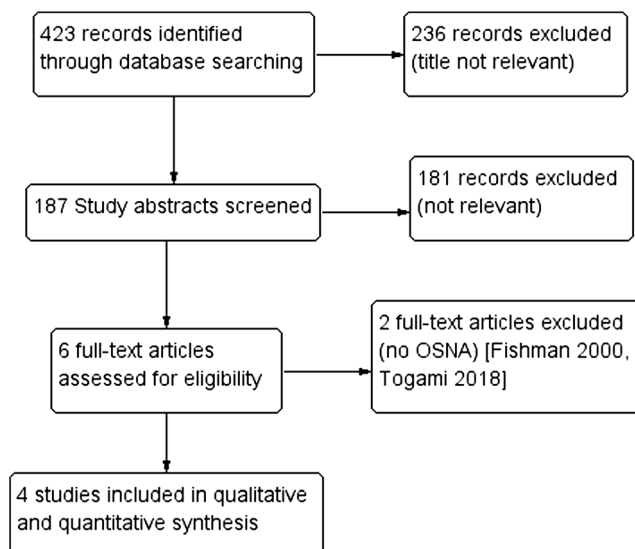 423 records identified
through database searching
236 records excluded
(title not relevant)
187 Study abstracts screened
181 records excluded
(not relevant)
6 full-text articles
assessed for eligibility
2 full-text articles excluded
(no OSNA) [Fishman 2000,
Togami 2018]
4 studies included in qualitative
and quantitative synthesis